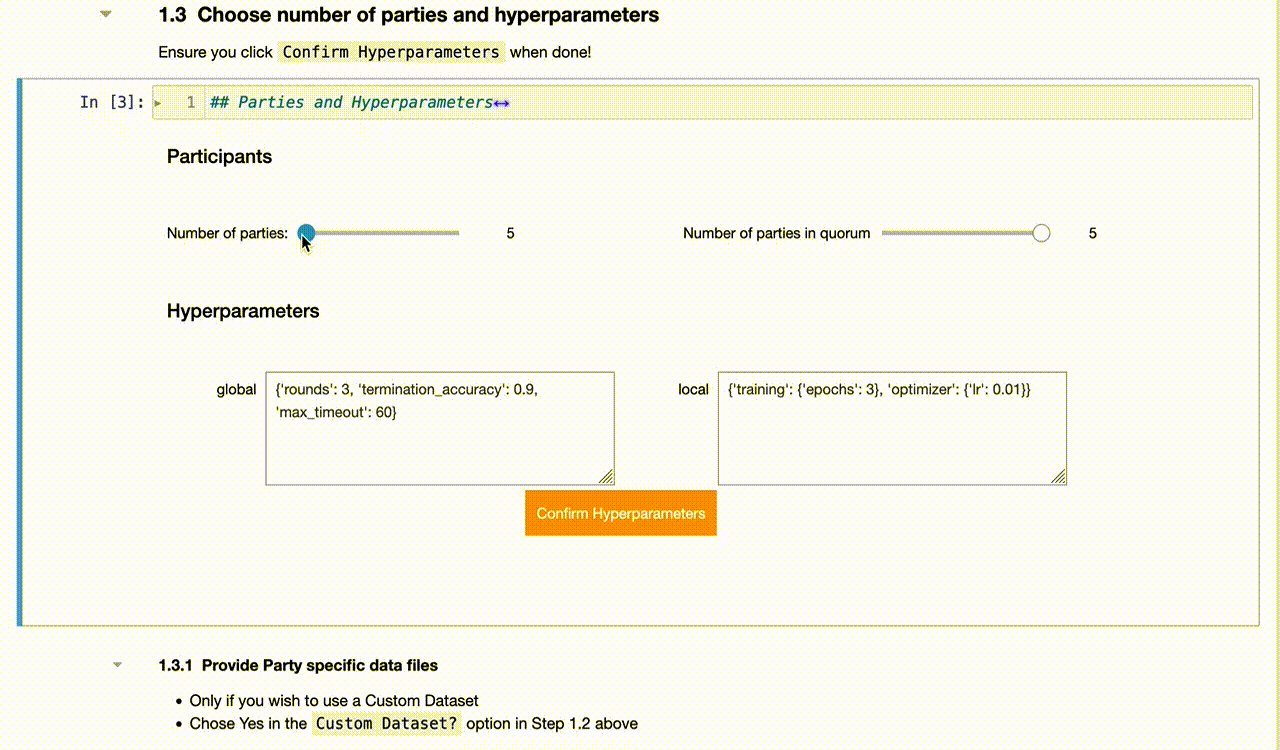 1.3 Choose number of parties and hyperparameters
Ensure you click Confirm Hyperparameters when done!
In [3]: 1 ## Parties and Hyperparameters↔
Participants
Number of parties: 5 Number of parties in quorum 5
Hyperparameters
global {'rounds': 3, 'termination_accuracy': 0.9, local {'training': {'epochs': 3}, 'optimizer': {'lr': 0.01}}
'max_timeout': 60}
Confirm Hyperparameters
1.3.1 Provide Party specific data files
• Only if you wish to use a Custom Dataset
• Chose Yes in the Custom Dataset? option in Step 1.2 above